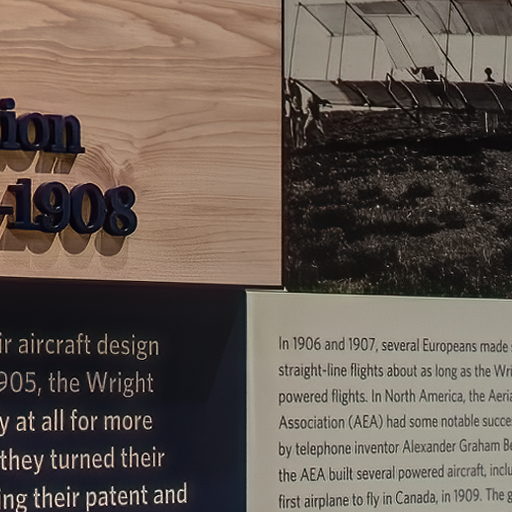 ion
-1908
ir aircraft design
905, the Wright
y at all for more
they turned their
ing their patent and
In 1906 and 1907, several Europeans made
straight-line flights about as long as the Wri
powered flights. In North America, the Aeria
Association (AEA) had some notable succe
by telephone inventor Alexander Graham Be
the AEA built several powered aircraft, inclu
first airplane to fly in Canada, in 1909. The g